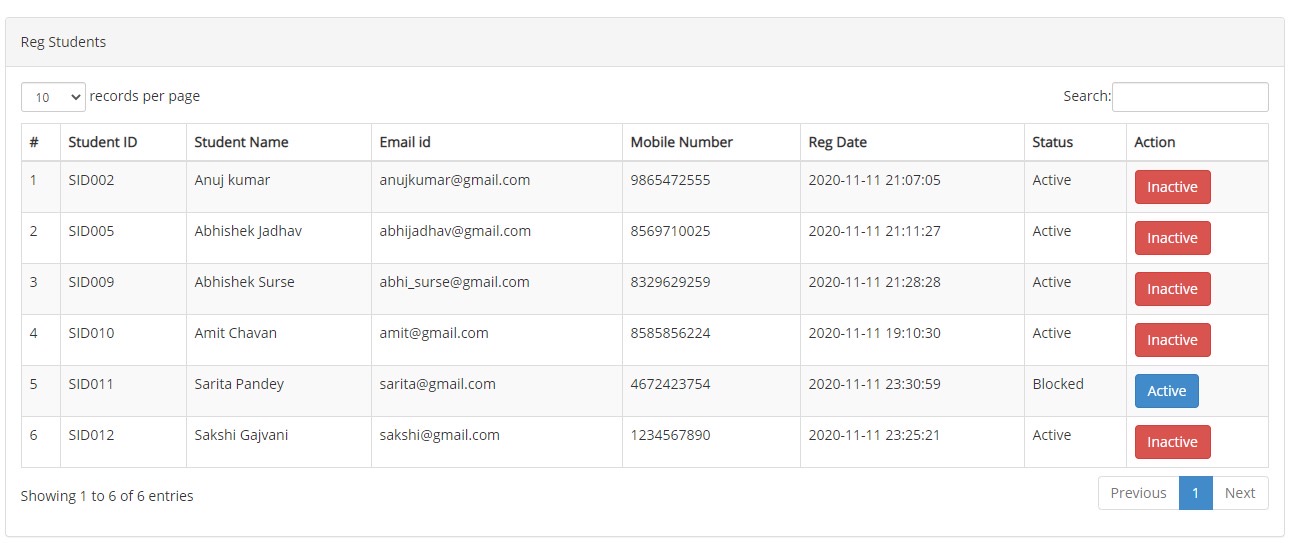 Reg Students
10 records per page Search:
# Student ID Student Name Email id Mobile Number Reg Date Status Action
1 SID002 Anuj kumar anujkumar@gmail.com 9865472555 2020-11-11 21:07:05 Active Inactive
2 SID005 Abhishek Jadhav abhijadhav@gmail.com 8569710025 2020-11-11 21:11:27 Active Inactive
3 SID009 Abhishek Surse abhi_surse@gmail.com 8329629259 2020-11-11 21:28:28 Active Inactive
4 SID010 Amit Chavan amit@gmail.com 8585856224 2020-11-11 19:10:30 Active Inactive
5 SID011 Sarita Pandey sarita@gmail.com 4672423754 2020-11-11 23:30:59 Blocked Active
6 SID012 Sakshi Gajvani sakshi@gmail.com 1234567890 2020-11-11 23:25:21 Active Inactive
Showing 1 to 6 of 6 entries Previous 1 Next